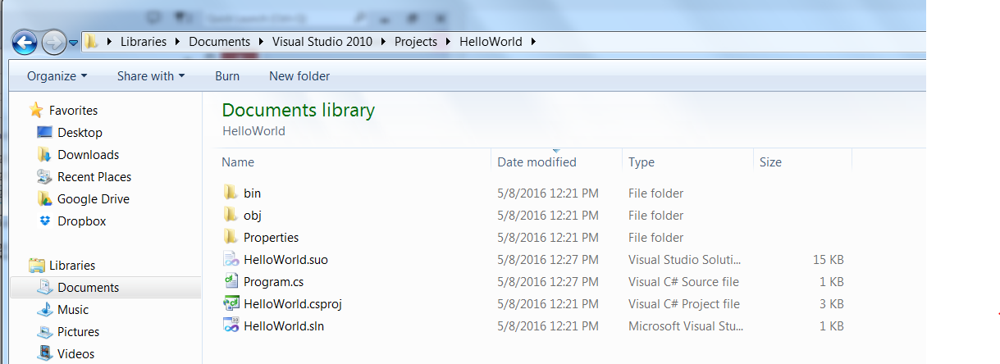 Libraries Documents Visual Studio 2010 Projects HelloWorld
Organize Share with Burn New folder
Favorites
Desktop
Downloads
Recent Places
Google Drive
Dropbox
Libraries
Documents
Music
Pictures
Videos
Documents library
HelloWorld
Name Date modified Type Size
bin 5/8/2016 12:21 PM File folder
obj 5/8/2016 12:21 PM File folder
Properties 5/8/2016 12:21 PM File folder
HelloWorld.suo 5/8/2016 12:27 PM Visual Studio Soluti... 15 KB
Program.cs 5/8/2016 12:27 PM Visual C# Source file 1 KB
HelloWorld.csproj 5/8/2016 12:21 PM Visual C# Project file 3 KB
HelloWorld.sln 5/8/2016 12:21 PM Microsoft Visual Stu... 1 KB